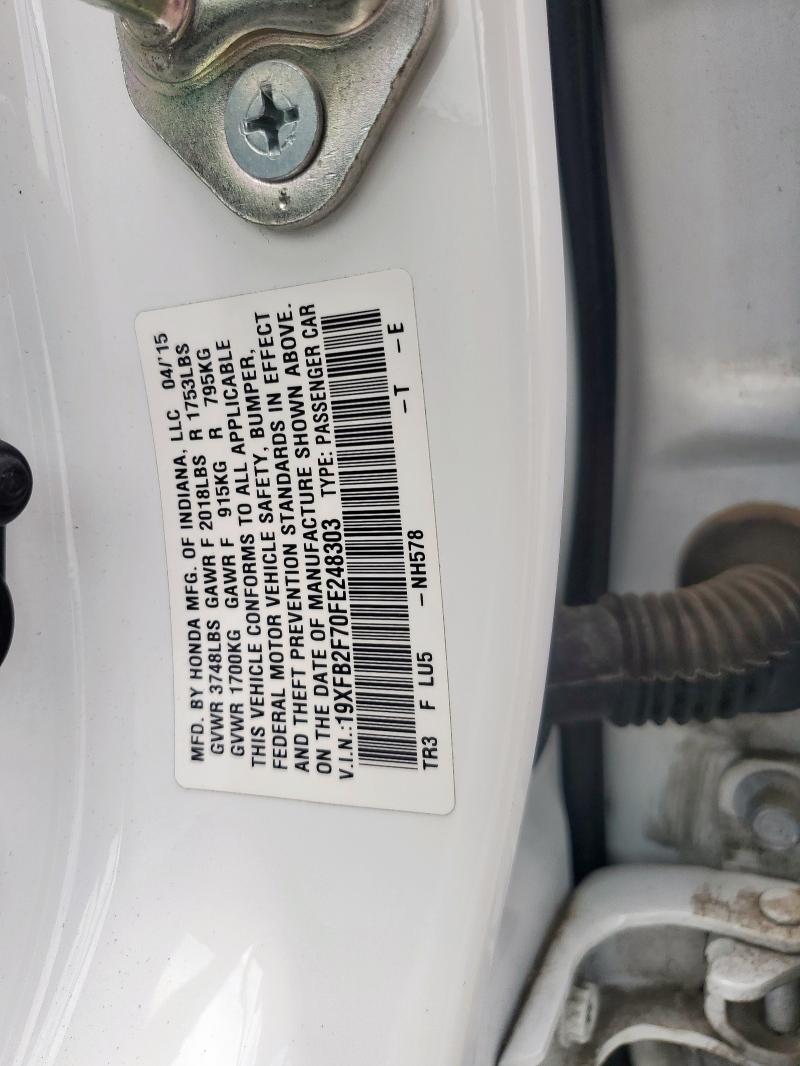 MFD. BY HONDA MFG. OF INDIANA, LLC 04/'15
GVWR 3748LBS GAWR F 2018LBS R 1753LBS
GVWR 1700KG GAWR F 915KG R 795KG
THIS VEHICLE CONFORMS TO ALL APPLICABLE
FEDERAL MOTOR VEHICLE SAFETY, BUMPER,
AND THEFT PREVENTION STANDARDS IN EFFECT
ON THE DATE OF MANUFACTURE SHOWN ABOVE.
V.I.N.:19XFB2F70FE248303 TYPE: PASSENGER CAR
TR3 F LU5 -NH578 -T -E